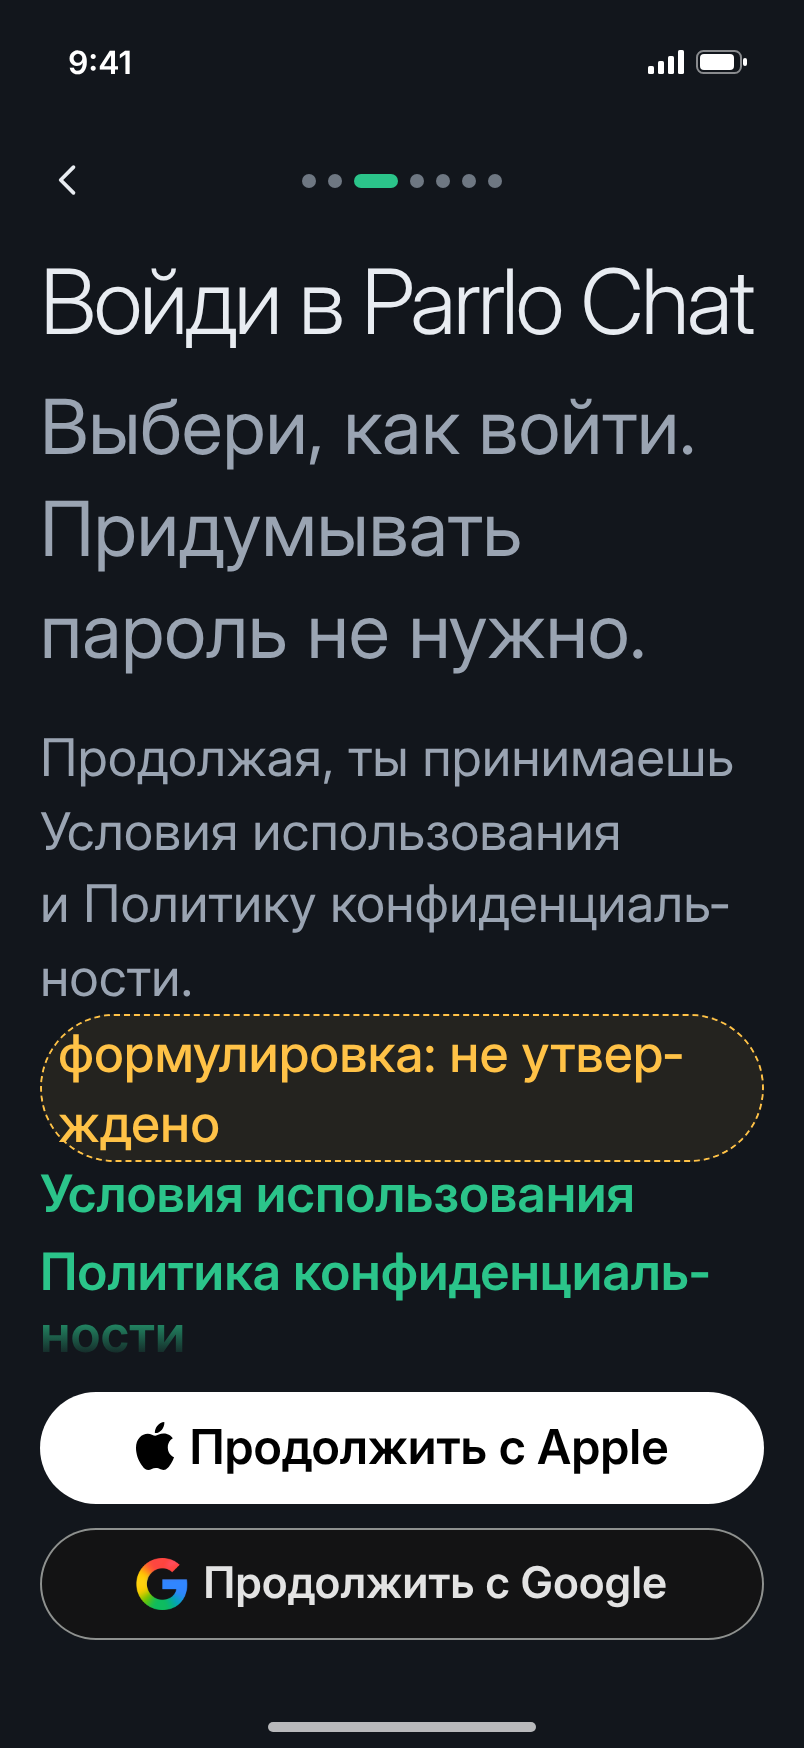 9:41
Войди в Parrlo Chat
Выбери, как войти.
Придумывать
пароль не нужно.
Продолжая, ты принимаешь
Условия использования
и Политику конфиденциаль-
ности.
формулировка: не утвер-
ждено
Условия использования
Политика конфиденциаль-
ности
Продолжить с Apple
Продолжить с Google